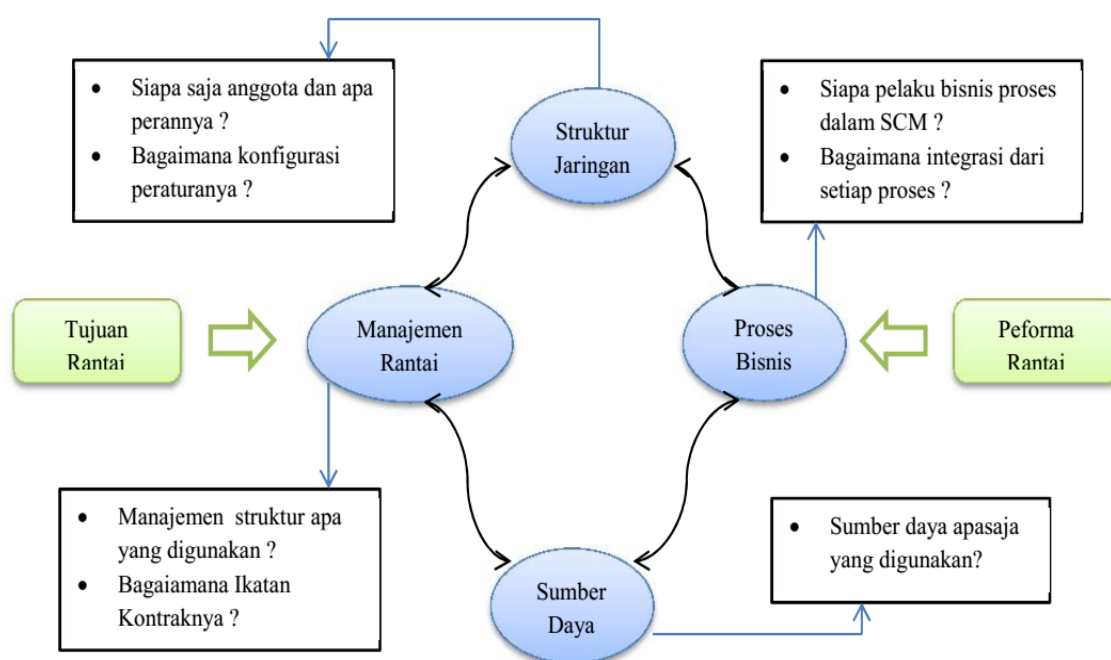 • Siapa saja anggota dan apa
perannya ?
• Bagaimana konfigurasi
peraturanya ?
Struktur
Jaringan
• Siapa pelaku bisnis proses
dalam SCM ?
• Bagaimana integrasi dari
setiap proses ?
Tujuan
Rantai
Manajemen
Rantai
Proses
Bisnis
Peforma
Rantai
• Manajemen struktur apa
yang digunakan ?
• Bagaiamana Ikatan
Kontraknya ?
Sumber
Daya
• Sumber daya apasaja
yang digunakan?